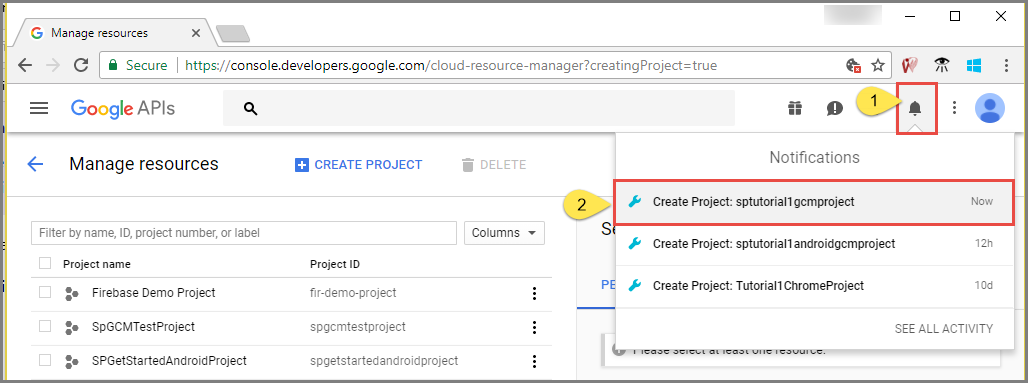 Manage resources
Secure https://console.developers.google.com/cloud-resource-manager?creatingProject=true
Google APIs
1
Manage resources CREATE PROJECT DELETE
Notifications
2
Create Project: sptutorial1gcmproject Now
Create Project: sptutorial1androidgcmproject 12h
Create Project: Tutorial1ChromeProject 10d
SEE ALL ACTIVITY
Filter by name, ID, project number, or label Columns
Project name Project ID
Firebase Demo Project fir-demo-project
SpGCMTestProject spgcmtestproject
SPGetStartedAndroidProject spgetstartedandroidproject
Se
PE
Please select at least one resource.